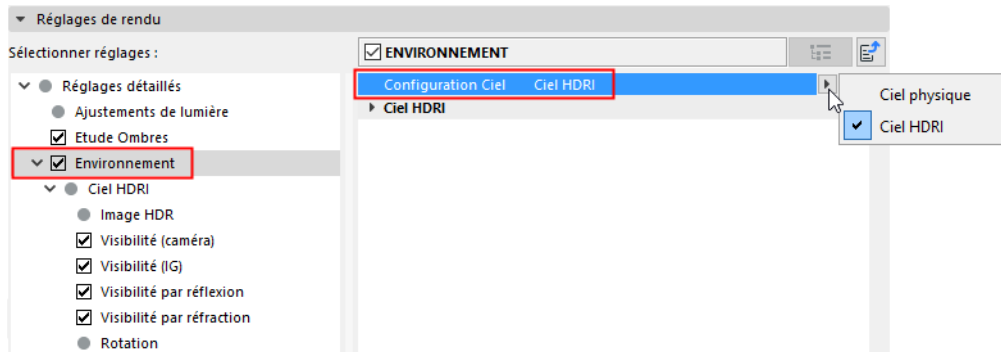 Réglages de rendu
Sélectionner réglages :
ENVIRONNEMENT
Réglages détaillés
Ajustements de lumière
Etude Ombres
Environnement
Ciel HDRI
Image HDR
Visibilité (caméra)
Visibilité (IG)
Visibilité par réflexion
Visibilité par réfraction
Rotation
Configuration Ciel Ciel HDRI
Ciel HDRI
Ciel physique
Ciel HDRI